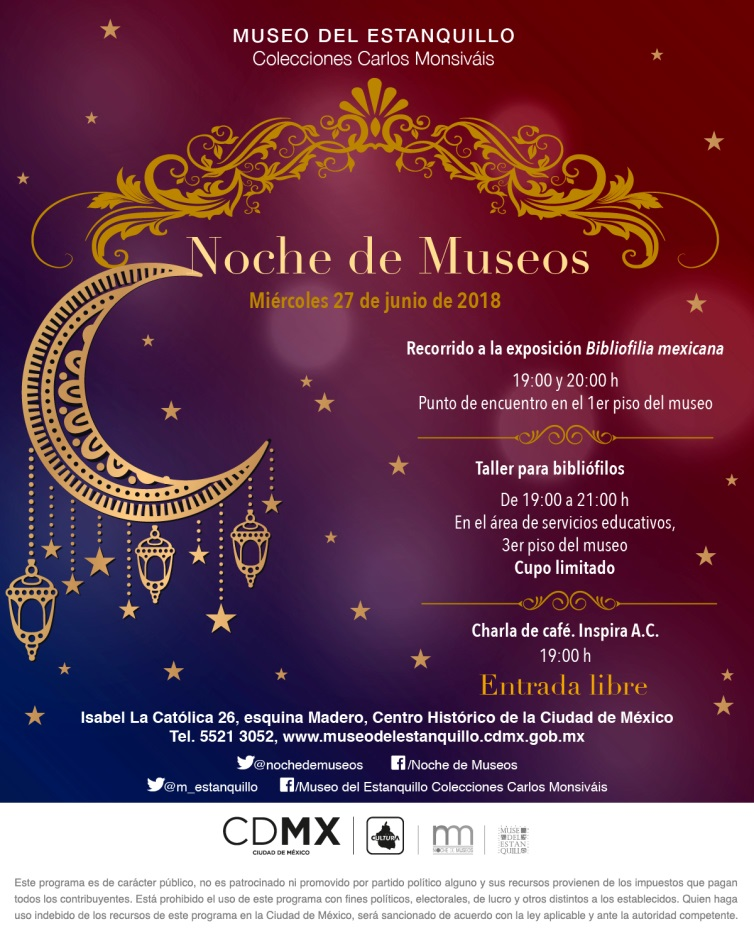 MUSEO DEL ESTANQUILLO
Colecciones Carlos Monsiváis
Noche de Museos
Miércoles 27 de junio de 2018
Recorrido a la exposición Bibliofilia mexicana
19:00 y 20:00 h
Punto de encuentro en el 1er piso del museo
Taller para bibliófilos
De 19:00 a 21:00 h
En el área de servicios educativos,
3er piso del museo
Cupo limitado
Charla de café. Inspira A.C.
19:00 h
Entrada libre
Isabel La Católica 26, esquina Madero, Centro Histórico de la Ciudad de México
Tel. 5521 3052, www.museodelestanquillo.cdmx.gob.mx
@nochedemuseos /Noche de Museos
@m_estanquillo /Museo del Estanquillo Colecciones Carlos Monsiváis
CDMX
CIUDAD DE MÉXICO
CULTURA
NOCHE DE MUSEOS
MUSEO
DEL
ESTAN
QUILLO
Este programa es de carácter público, no es patrocinado ni promovido por partido político alguno y sus recursos provienen de los impuestos que pagan
todos los contribuyentes. Está prohibido el uso de este programa con fines políticos, electorales, de lucro y otros distintos a los establecidos. Quien haga
uso indebido de los recursos de este programa en la Ciudad de México, será sancionado de acuerdo con la ley aplicable y ante la autoridad competente.